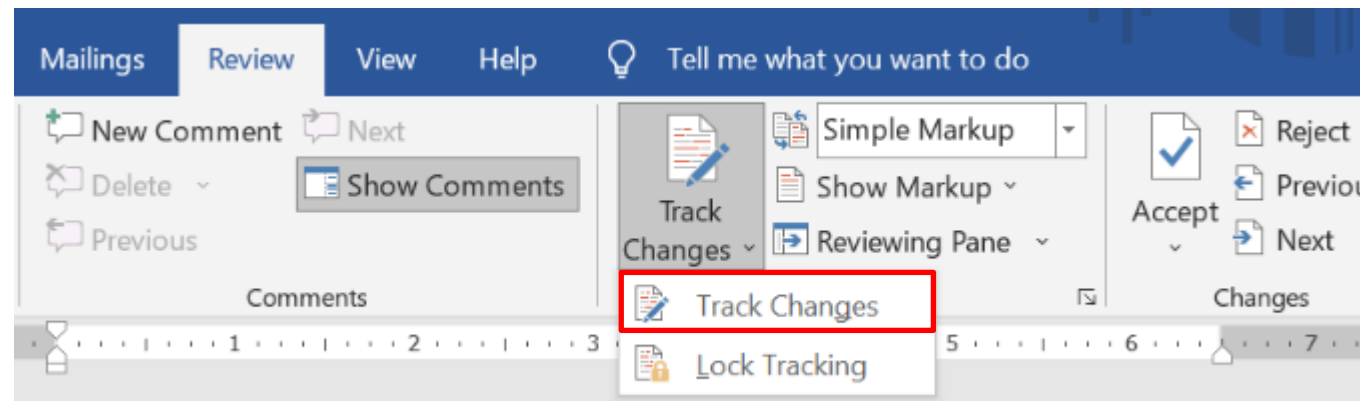 Mailings Review View Help Tell me what you want to do
New Comment Next
Delete Show Comments
Previous
Comments
Track
Changes
Simple Markup
Show Markup
Reviewing Pane
Track Changes
Lock Tracking
Accept
Reject
Previou
Next
Changes
1 2 3 5 6 7